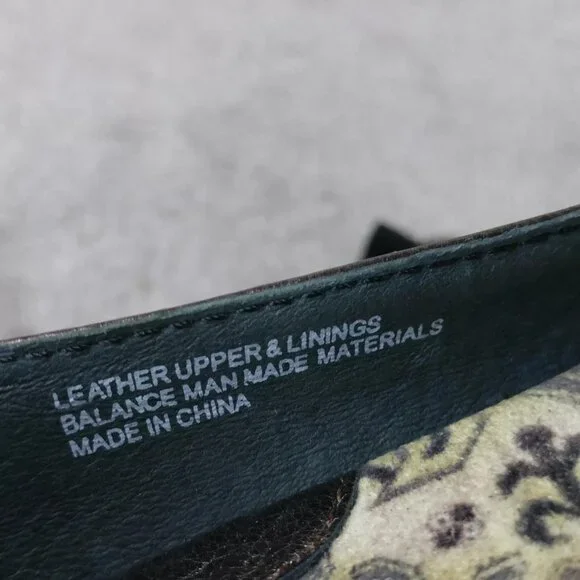 LEATHER UPPER & LININGS
BALANCE MAN MADE MATERIALS
MADE IN CHINA